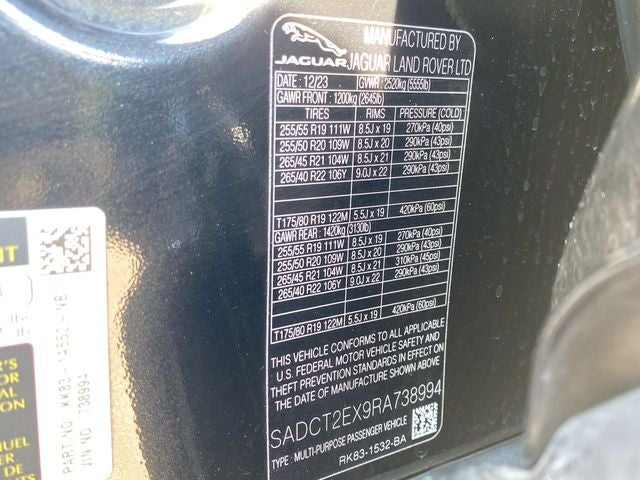 JAGUAR
MANUFACTURED BY
JAGUAR LAND ROVER LTD
DATE : 12/23 GVWR : 2520kg (5555lb)
GAWR FRONT : 1200kg (2645lb)
TIRES RIMS PRESSURE (COLD)
255/55 R19 111W 8.5J x 19 270kPa (40psi)
255/50 R20 109W 8.5J x 20 290kPa (43psi)
265/45 R21 104W 8.5J x 21 290kPa (43psi)
265/40 R22 106Y 9.0J x 22 290kPa (43psi)
T175/80 R19 122M 5.5J x 19 420kPa (60psi)
GAWR REAR : 1420kg (3130lb)
255/55 R19 111W 8.5J x 19 270kPa (40psi)
255/50 R20 109W 8.5J x 20 290kPa (43psi)
265/45 R21 104W 8.5J x 21 310kPa (45psi)
265/40 R22 106Y 9.0J x 22 290kPa (43psi)
T175/80 R19 122M 5.5J x 19 420kPa (60psi)
THIS VEHICLE CONFORMS TO ALL APPLICABLE
U.S. FEDERAL MOTOR VEHICLE SAFETY AND
THEFT PREVENTION STANDARDS IN EFFECT ON
THE DATE OF MANUFACTURE SHOWN ABOVE.
SADCT2EX9RA738994
TYPE : MULTI-PURPOSE PASSENGER VEHICLE
RK83-1532-BA
PART NO. KK83 - 1A552 - NB
VIN NO. 738994